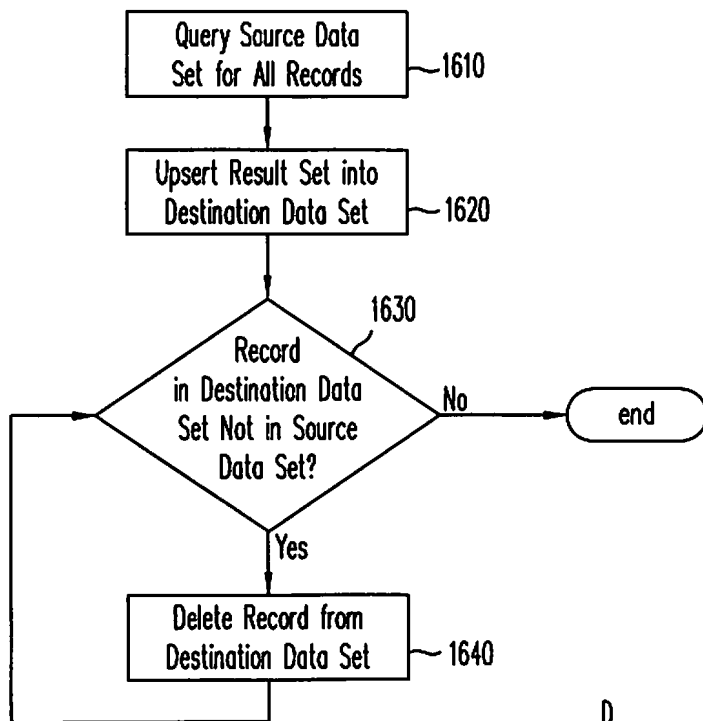 Query Source Data
Set for All Records
1610
Upsert Result Set into
Destination Data Set
1620
1630
Record
in Destination Data
Set Not in Source
Data Set?
No
end
Yes
Delete Record from
Destination Data Set
1640
D